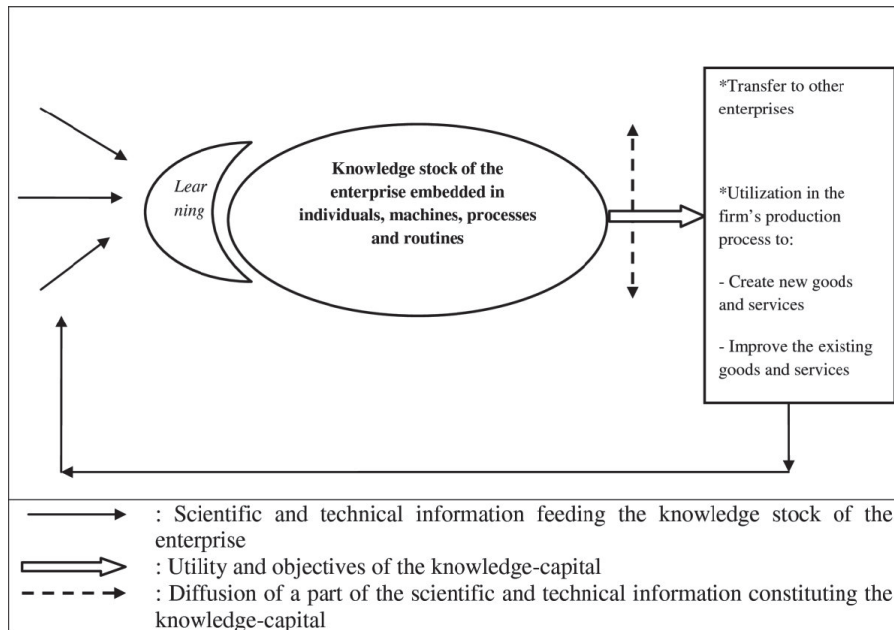 *Transfer to other
enterprises
Lear
ning
Knowledge stock of the
enterprise embedded in
individuals, machines, processes
and routines
*Utilization in the
firm's production
process to:
- Create new goods
and services
- Improve the existing
goods and services
: Scientific and technical information feeding the knowledge stock of the
enterprise
: Utility and objectives of the knowledge-capital
: Diffusion of a part of the scientific and technical information constituting the
knowledge-capital